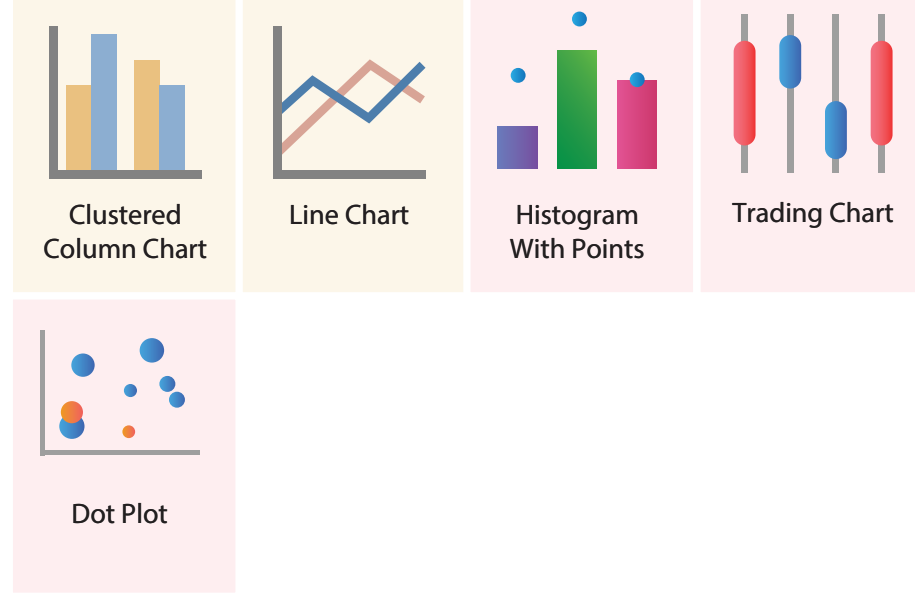 Clustered
Column Chart
Line Chart
Histogram
With Points
Trading Chart
Dot Plot